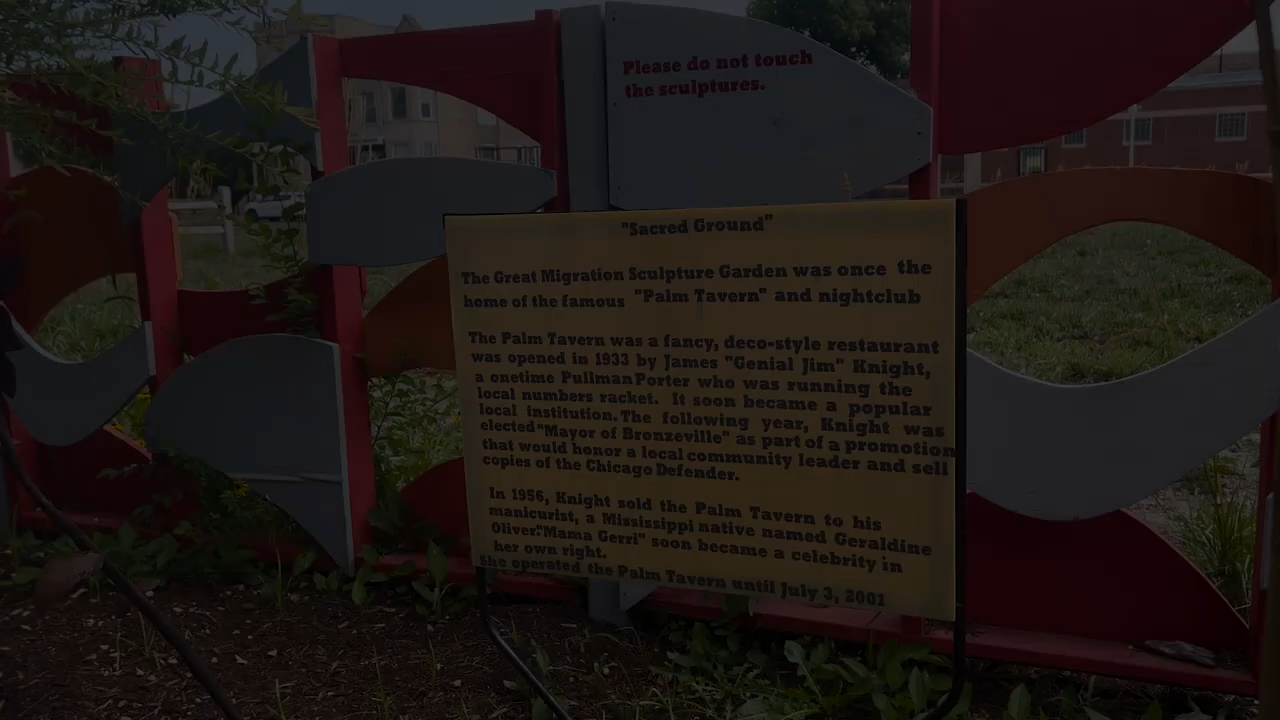 Please do not touch
the sculptures.
"Sacred Ground"
The Great Migration Sculpture Garden was once the
home of the famous "Palm Tavern" and nightclub
The Palm Tavern was a fancy, deco-style restaurant
was opened in 1933 by James "Genial Jim" Knight,
a onetime Pullman Porter who was running the
local numbers racket. It soon became a popular
local institution. The following year, Knight was
elected "Mayor of Bronzeville" as part of a promotion
that would honor a local community leader and sell
copies of the Chicago Defender.
In 1956, Knight sold the Palm Tavern to his
manicurist, a Mississippi native named Geraldine
Oliver."Mama Gerri" soon became a celebrity in
her own right.
She operated the Palm Tavern until July 3, 2001